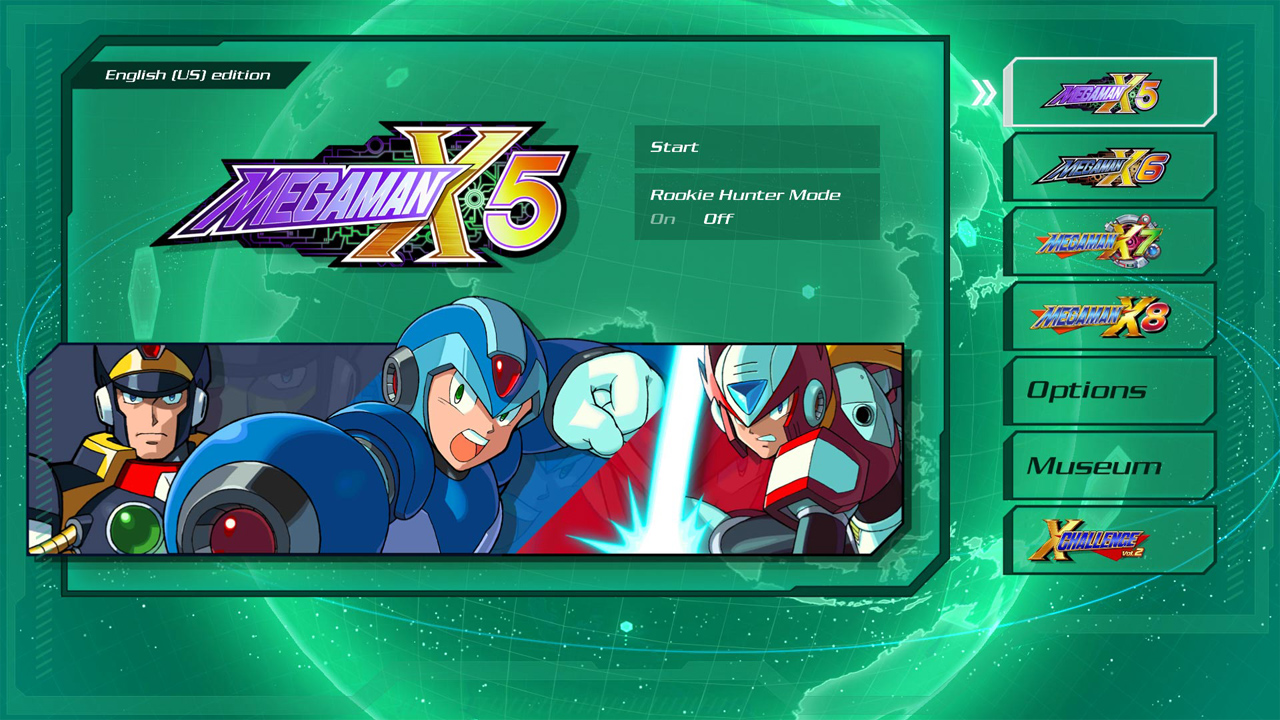 English (US) edition
MEGAMAN X5
Start
Rookie Hunter Mode
On Off
MEGAMAN X5
MEGAMAN X6
MEGAMAN X7
MEGAMAN X8
Options
Museum
X CHALLENGE
Vol.2